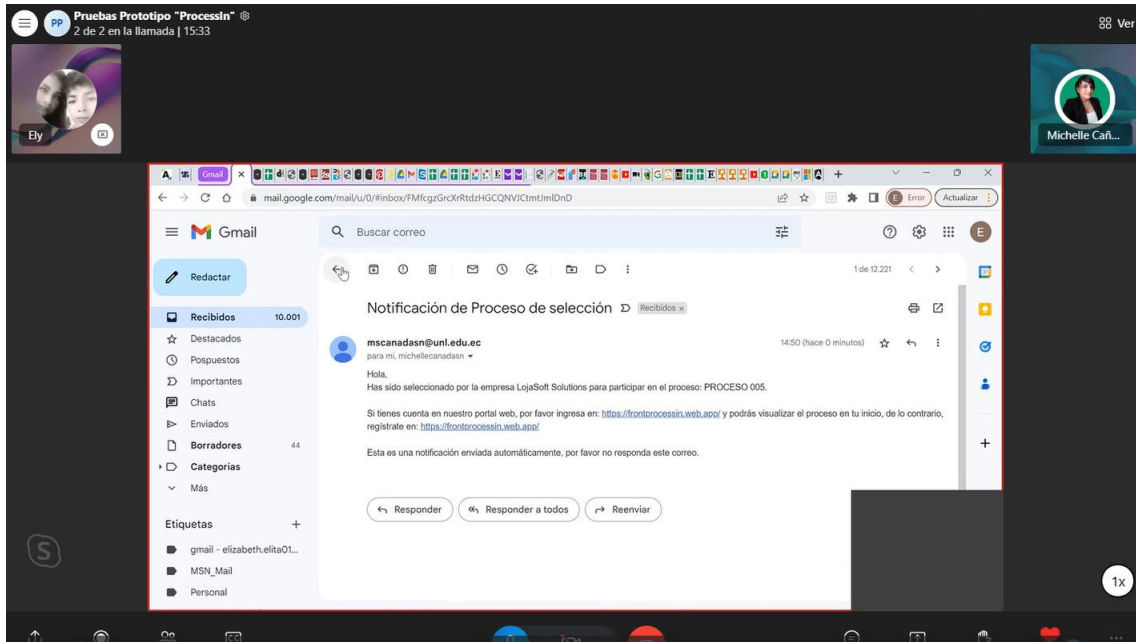 PP
Pruebas Prototipo "ProcessIn"
2 de 2 en la llamada | 15:33
Ver
Ely
Michelle Cañ...
Gmail
mail.google.com/mail/u/0/#inbox/FMfcgzGrcXrRtdzHGCQNVJCtmtJmlDnD
E Error
Actualizar
Gmail
Buscar correo
E
Redactar
1 de 12.221
Recibidos 10.001
Destacados
Pospuestos
Importantes
Chats
Enviados
Borradores 44
Categorías
Más
Etiquetas
gmail - elizabeth.elita01...
MSN_Mail
Personal
Notificación de Proceso de selección
Recibidos x
mscanadasn@unl.edu.ec
14:50 (hace 0 minutos)
para mí, michellecanadasn
Hola,
Has sido seleccionado por la empresa LojaSoft Solutions para participar en el proceso: PROCESO 005.
Si tienes cuenta en nuestro portal web, por favor ingresa en: https://frontprocessin.web.app/ y podrás visualizar el proceso en tu inicio, de lo contrario,
regístrate en: https://frontprocessin.web.app/
Esta es una notificación enviada automáticamente, por favor no responda este correo.
Responder
Responder a todos
Reenviar
S
1x
CC